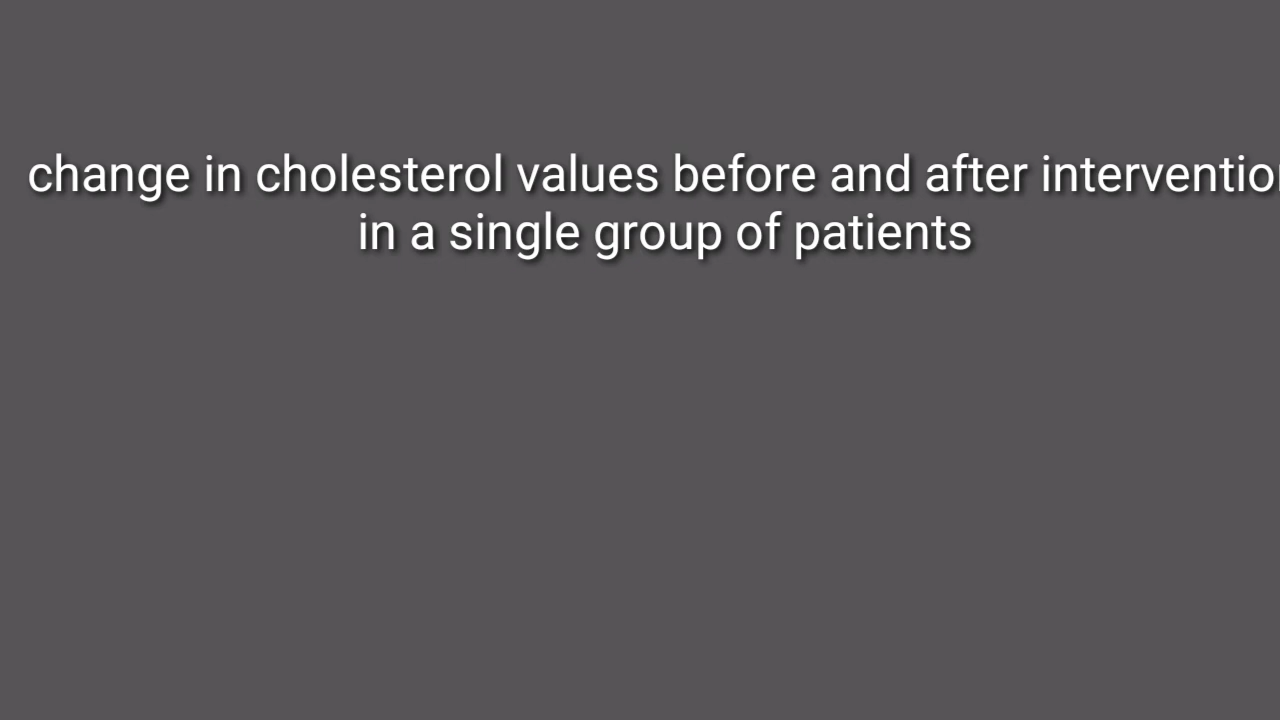 change in cholesterol values before and after interventio
in a single group of patients